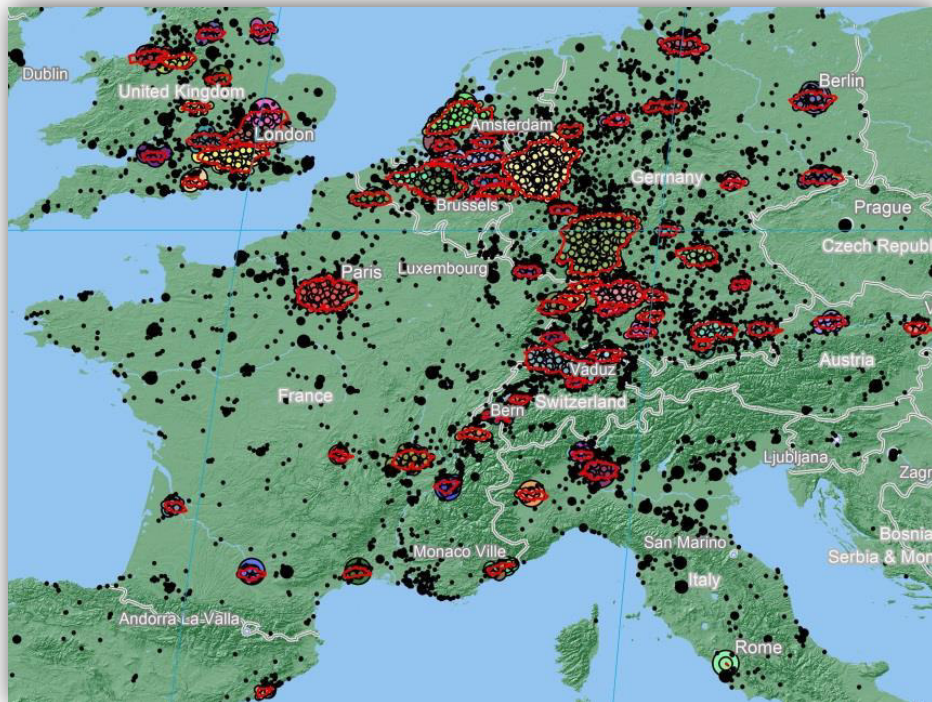 Dublin
United Kingdom
London
Amsterdam
Berlin
Germany
Brussels
Prague
Czech Republ
Paris
Luxembourg
Austria
Vaduz
France
Switzerland
Bern
Ljubljana
Zagr
Monaco Ville
San Marino
Bosnia
Serbia & Mon
Italy
Andorra La Valla
Rome